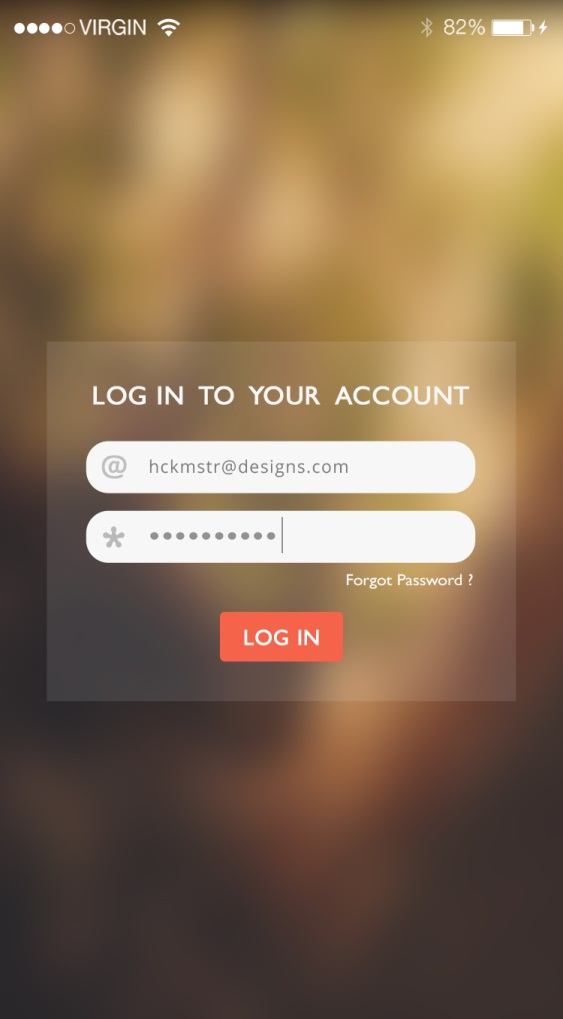 VIRGIN 82%
LOG IN TO YOUR ACCOUNT
@ hckmstr@designs.com
* ••••••••••
Forgot Password ?
LOG IN